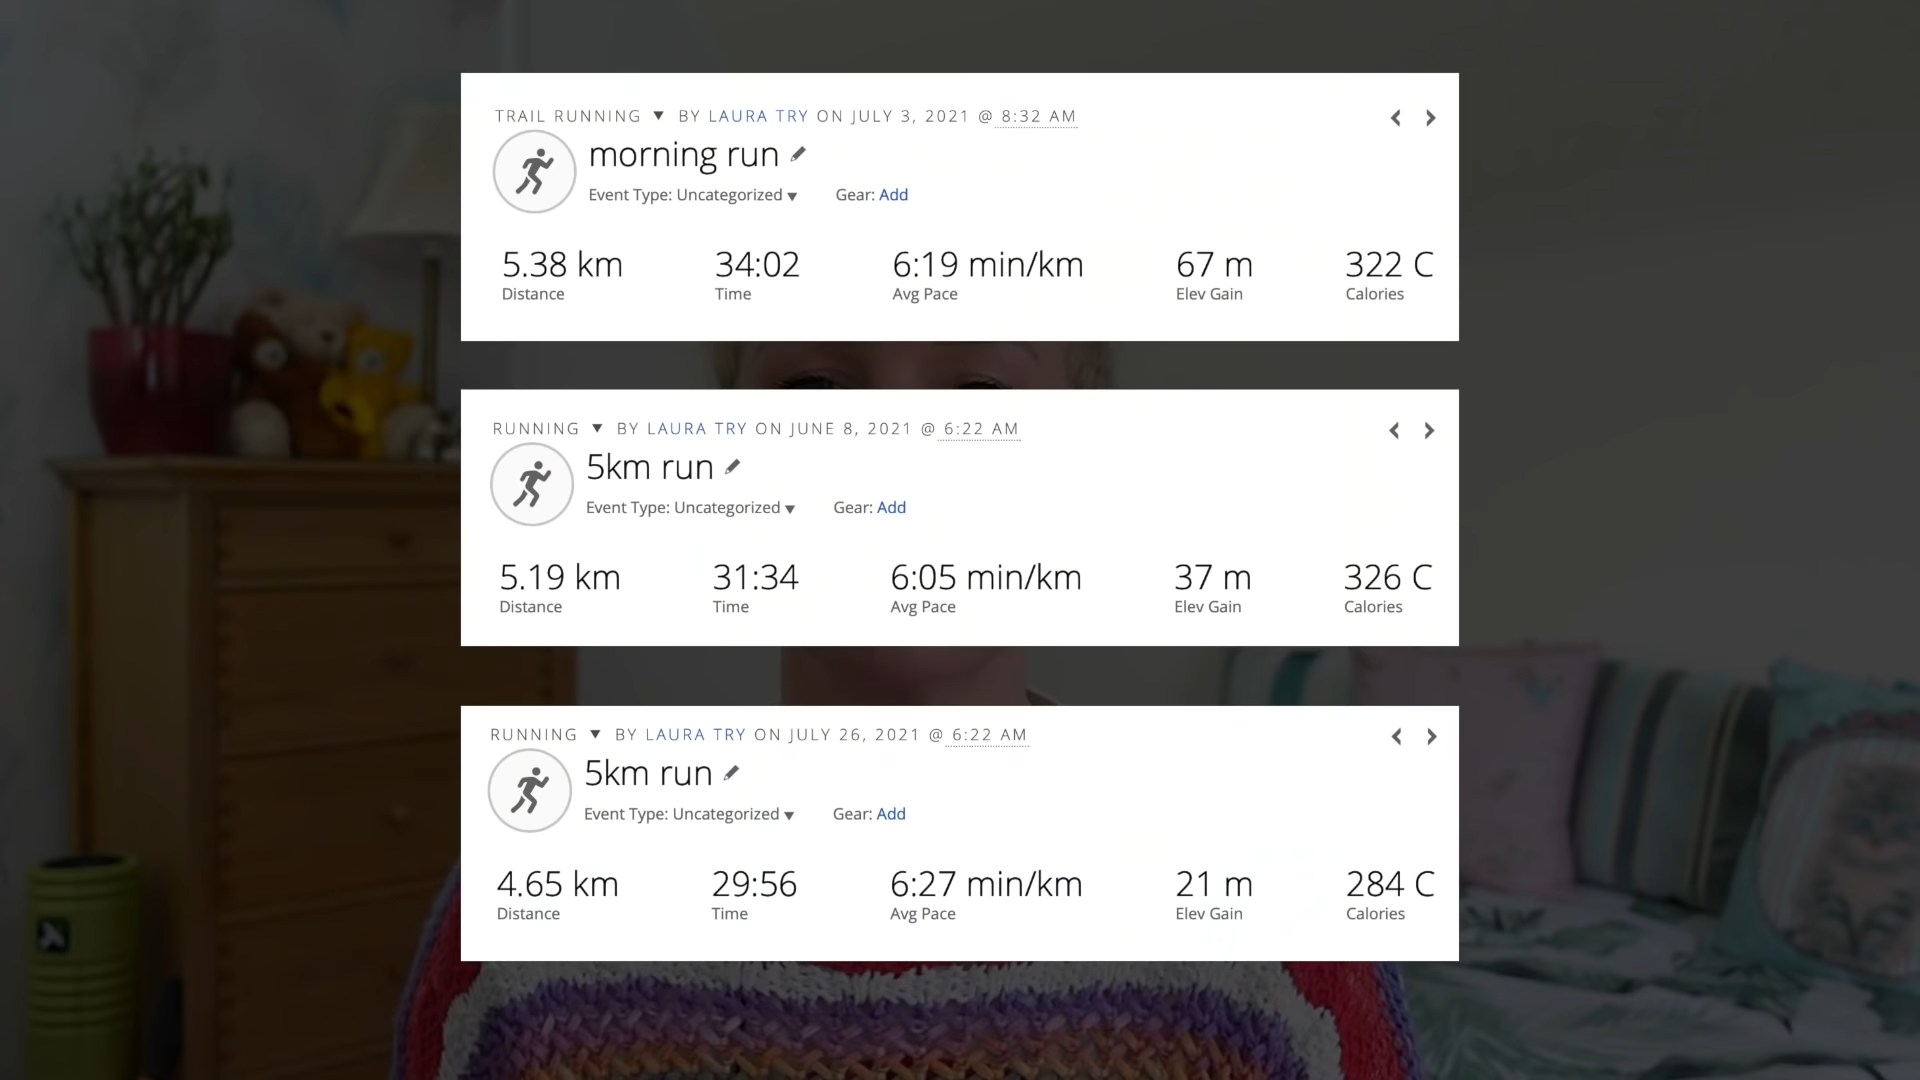 TRAIL RUNNING ▼ BY LAURA TRY ON JULY 3, 2021 @ 8:32 AM
morning run
Event Type: Uncategorized ▼ Gear: Add
5.38 km 34:02 6:19 min/km 67 m 322 C
Distance Time Avg Pace Elev Gain Calories
RUNNING ▼ BY LAURA TRY ON JUNE 8, 2021 @ 6:22 AM
5km run
Event Type: Uncategorized ▼ Gear: Add
5.19 km 31:34 6:05 min/km 37 m 326 C
Distance Time Avg Pace Elev Gain Calories
RUNNING ▼ BY LAURA TRY ON JULY 26, 2021 @ 6:22 AM
5km run
Event Type: Uncategorized ▼ Gear: Add
4.65 km 29:56 6:27 min/km 21 m 284 C
Distance Time Avg Pace Elev Gain Calories